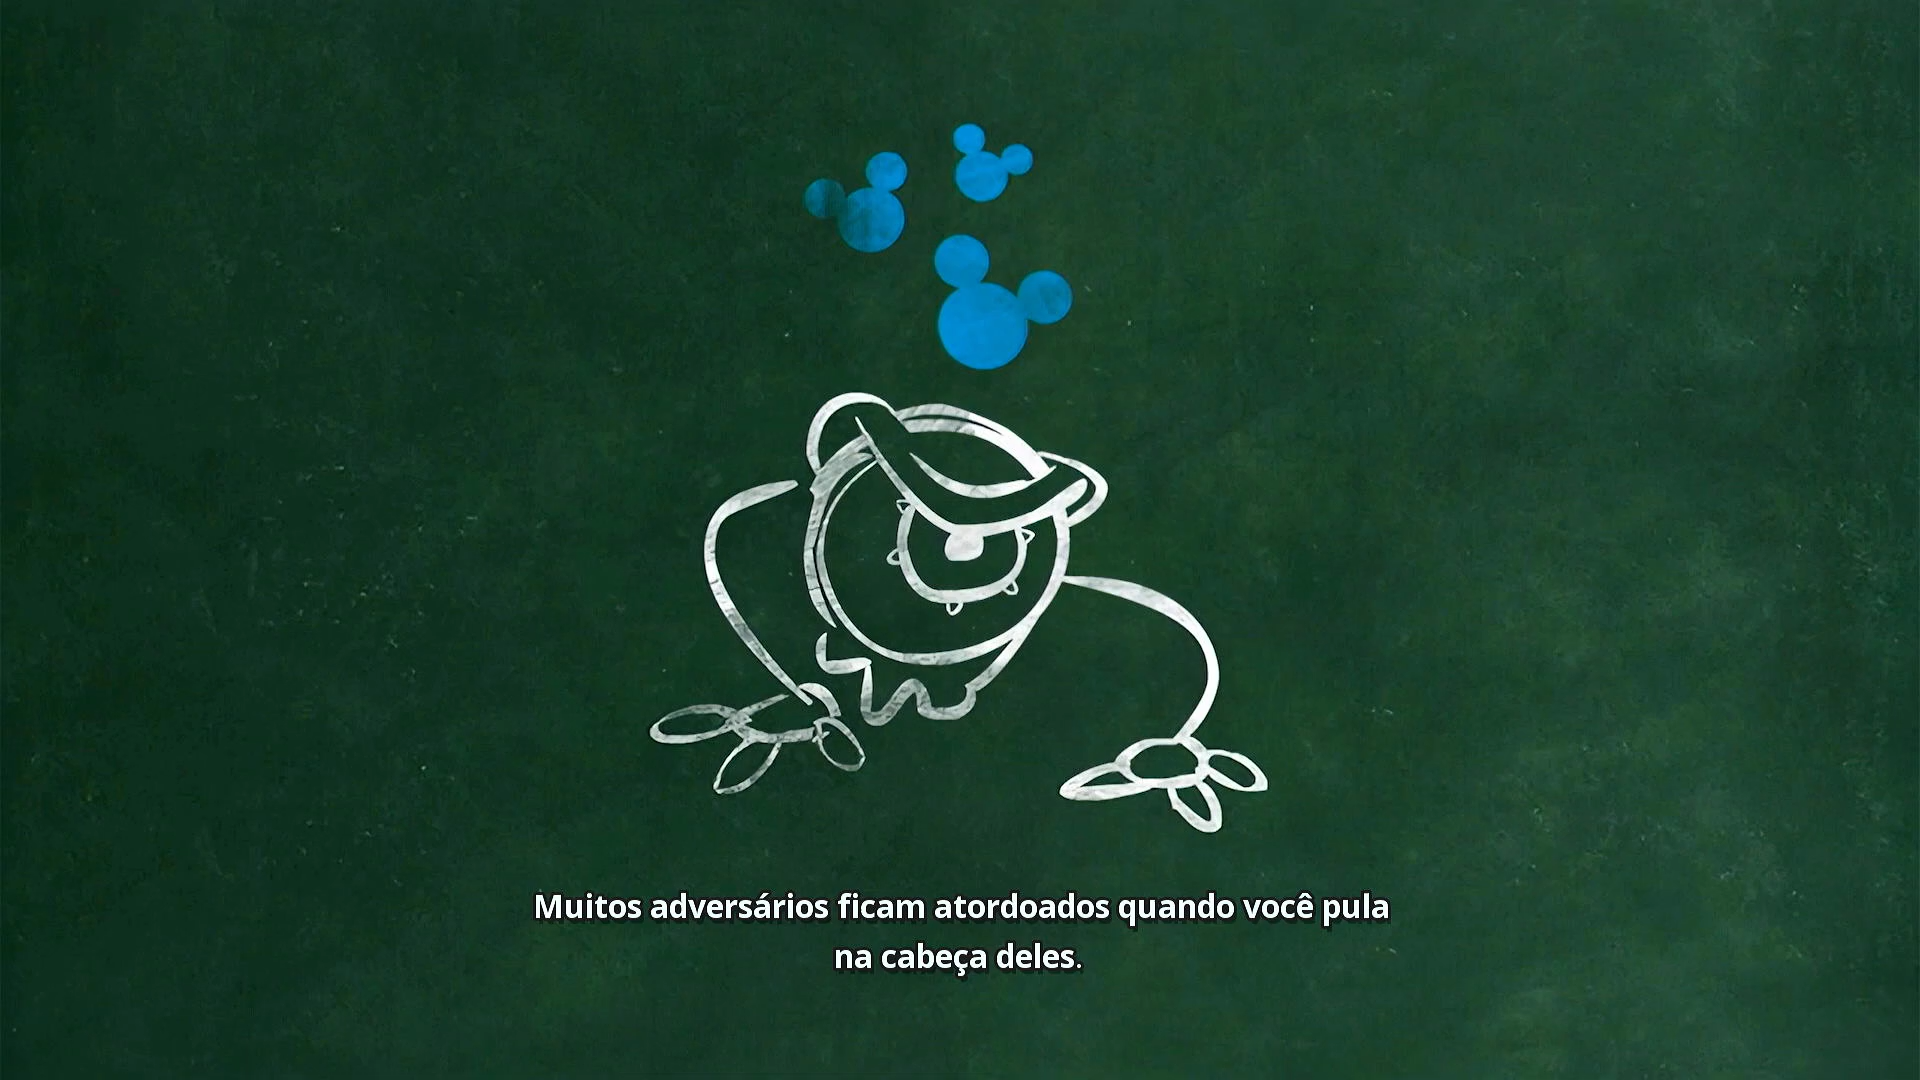 Muitos adversários ficam atordoados quando você pula
na cabeça deles.